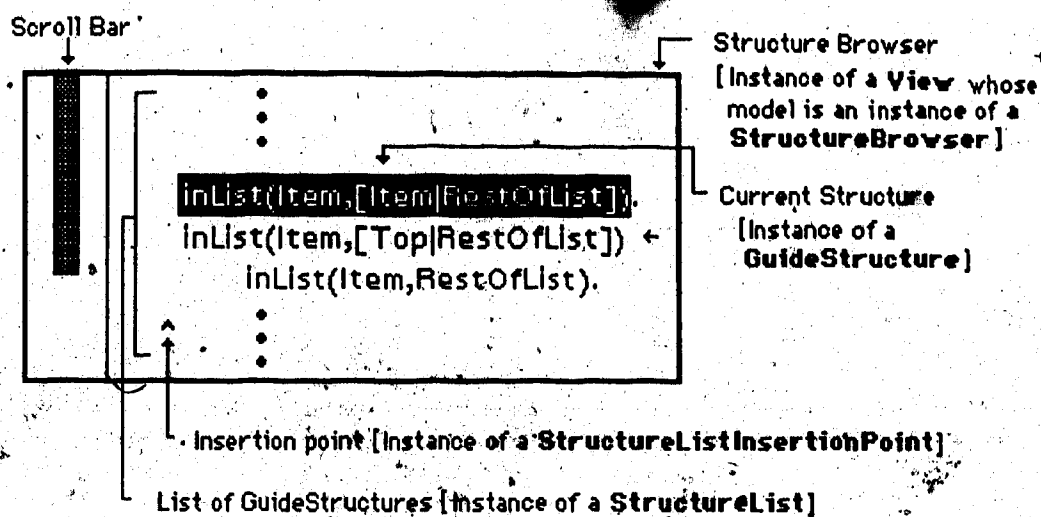 Scroll Bar
Structure Browser
[Instance of a View whose
model is an instance of a
StructureBrowser]
inList(Item,[Item|RestOfList]).
inList(Item,[Top|RestOfList]) ←
inList(Item,RestOfList).
Current Structure
[Instance of a
GuideStructure]
^
Insertion point [Instance of a StructureListInsertionPoint]
List of GuideStructures [Instance of a StructureList]